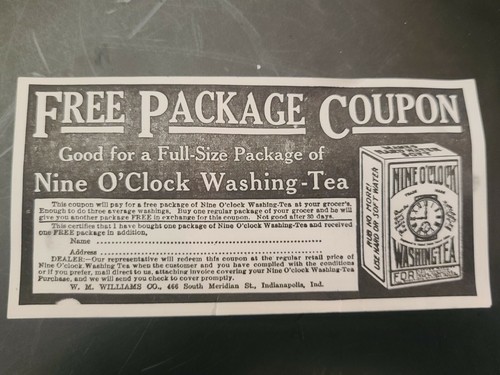 FREE PACKAGE COUPON
Good for a Full-Size Package of
Nine O'Clock Washing-Tea
This coupon will pay for a free package of Nine O'Clock Washing-Tea at your grocer's.
Enough to do three average washings. Buy one regular package of your grocer and he will
give you another package FREE in exchange for this coupon. Not good after 30 days.
This certifies that I have bought one package of Nine O'Clock Washing-Tea and received
one FREE package in addition.
Name
Address
DEALER:—Our representative will redeem this coupon at the regular retail price of
Nine O'Clock Washing Tea when the customer and you have complied with the conditions
or if you prefer, mail direct to us, attaching invoice covering your Nine O'Clock Washing-Tea
Purchase, and we will send you check to cover promptly.
W. M. WILLIAMS CO., 466 South Meridian St., Indianapolis, Ind.
RUB NO MORE!
USE HARD OR SOFT WATER
NINE O'CLOCK
WASHING TEA
FOR